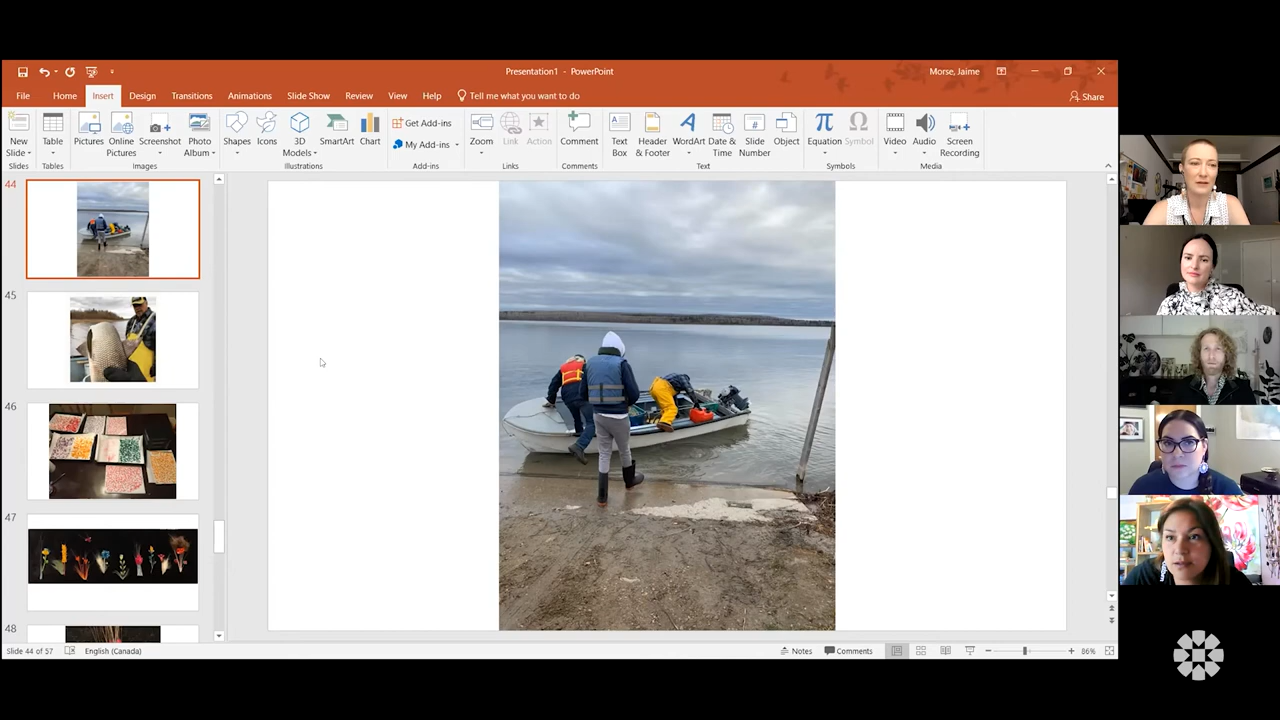 Presentation1 - PowerPoint
Morse, Jaime
File Home Insert Design Transitions Animations Slide Show Review View Help Tell me what you want to do
Share
New Slide
Table
Pictures
Online Pictures
Screenshot
Photo Album
Shapes
Icons
3D Models
SmartArt
Chart
Get Add-ins
My Add-ins
Zoom
Link
Action
Comment
Text Box
Header & Footer
WordArt
Date & Time
Slide Number
Object
Equation
Symbol
Video
Audio
Screen Recording
Slides
Tables
Images
Illustrations
Add-ins
Links
Comments
Text
Symbols
Media
44
45
46
47
48
Slide 44 of 57
English (Canada)
Notes
Comments
86%